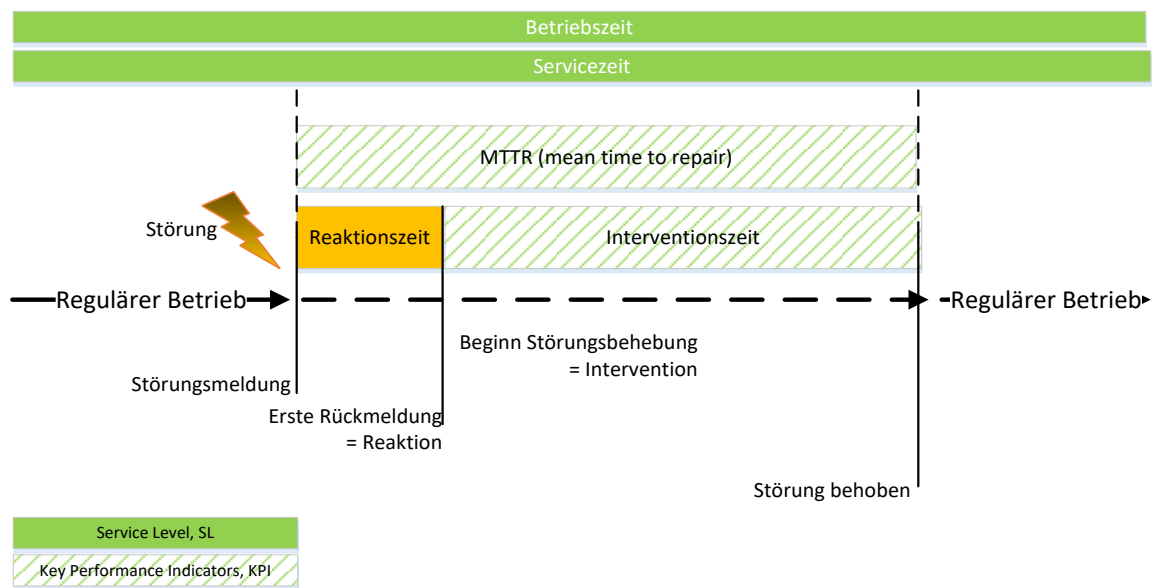 Betriebszeit
Servicezeit
MTTR (mean time to repair)
Störung
Reaktionszeit
Interventionszeit
Regulärer Betrieb
Regulärer Betrieb
Beginn Störungsbehebung
= Intervention
Störungsmeldung
Erste Rückmeldung
= Reaktion
Störung behoben
Service Level, SL
Key Performance Indicators, KPI